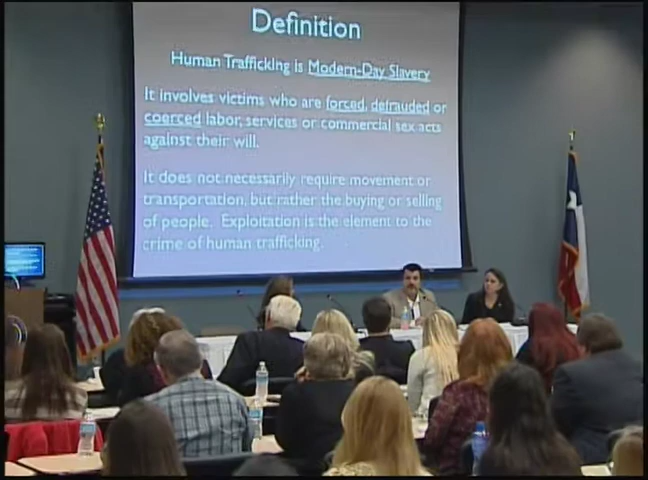 Definition
Human Trafficking is Modern-Day Slavery
It involves victims who are forced, defrauded or
coerced labor, services or commercial sex acts
against their will.
It does not necessarily require movement or
transportation, but rather the buying or selling
of people. Exploitation is the element to the
crime of human trafficking.